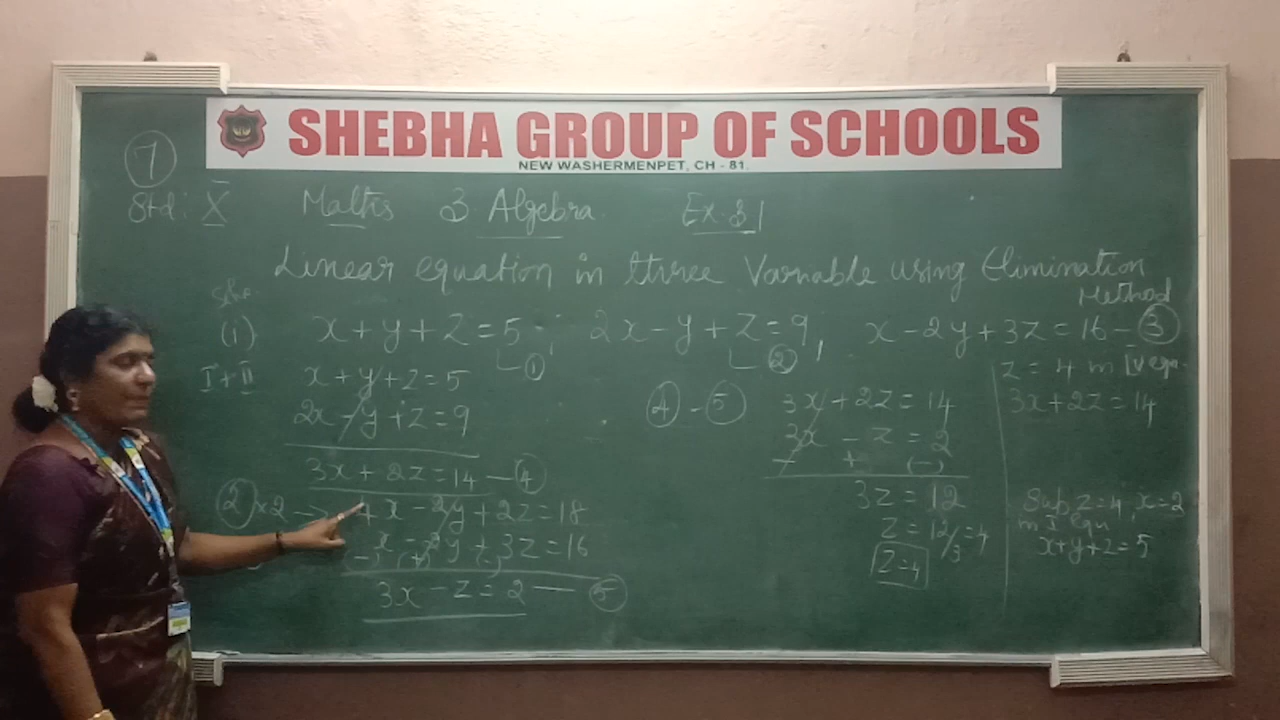 SHEBHA GROUP OF SCHOOLS
NEW WASHERMENPET, CH - 81.
7
Std: X Maths 3. Algebra. Ex. 3.1
Linear equation in three Variable using Elimination
Method
(i) x+y+z=5 ; 2x-y+z=9, x-2y+3z=16-③
① ②
I+II x+y+z=5
2x-y+z=9
3x+2z=14-④
②×2 → 4x-2y+2z=18
x-2y+3z=16
(-) (+) (-)
3x-z=2-⑤
④-⑤ 3x+2z=14
3x-z=2
- + (-)
3z=12
z=12/3=4
z=4
z=4 in IV equ.
3x+2z=14
Sub z=4, x=2
in I equ
x+y+z=5